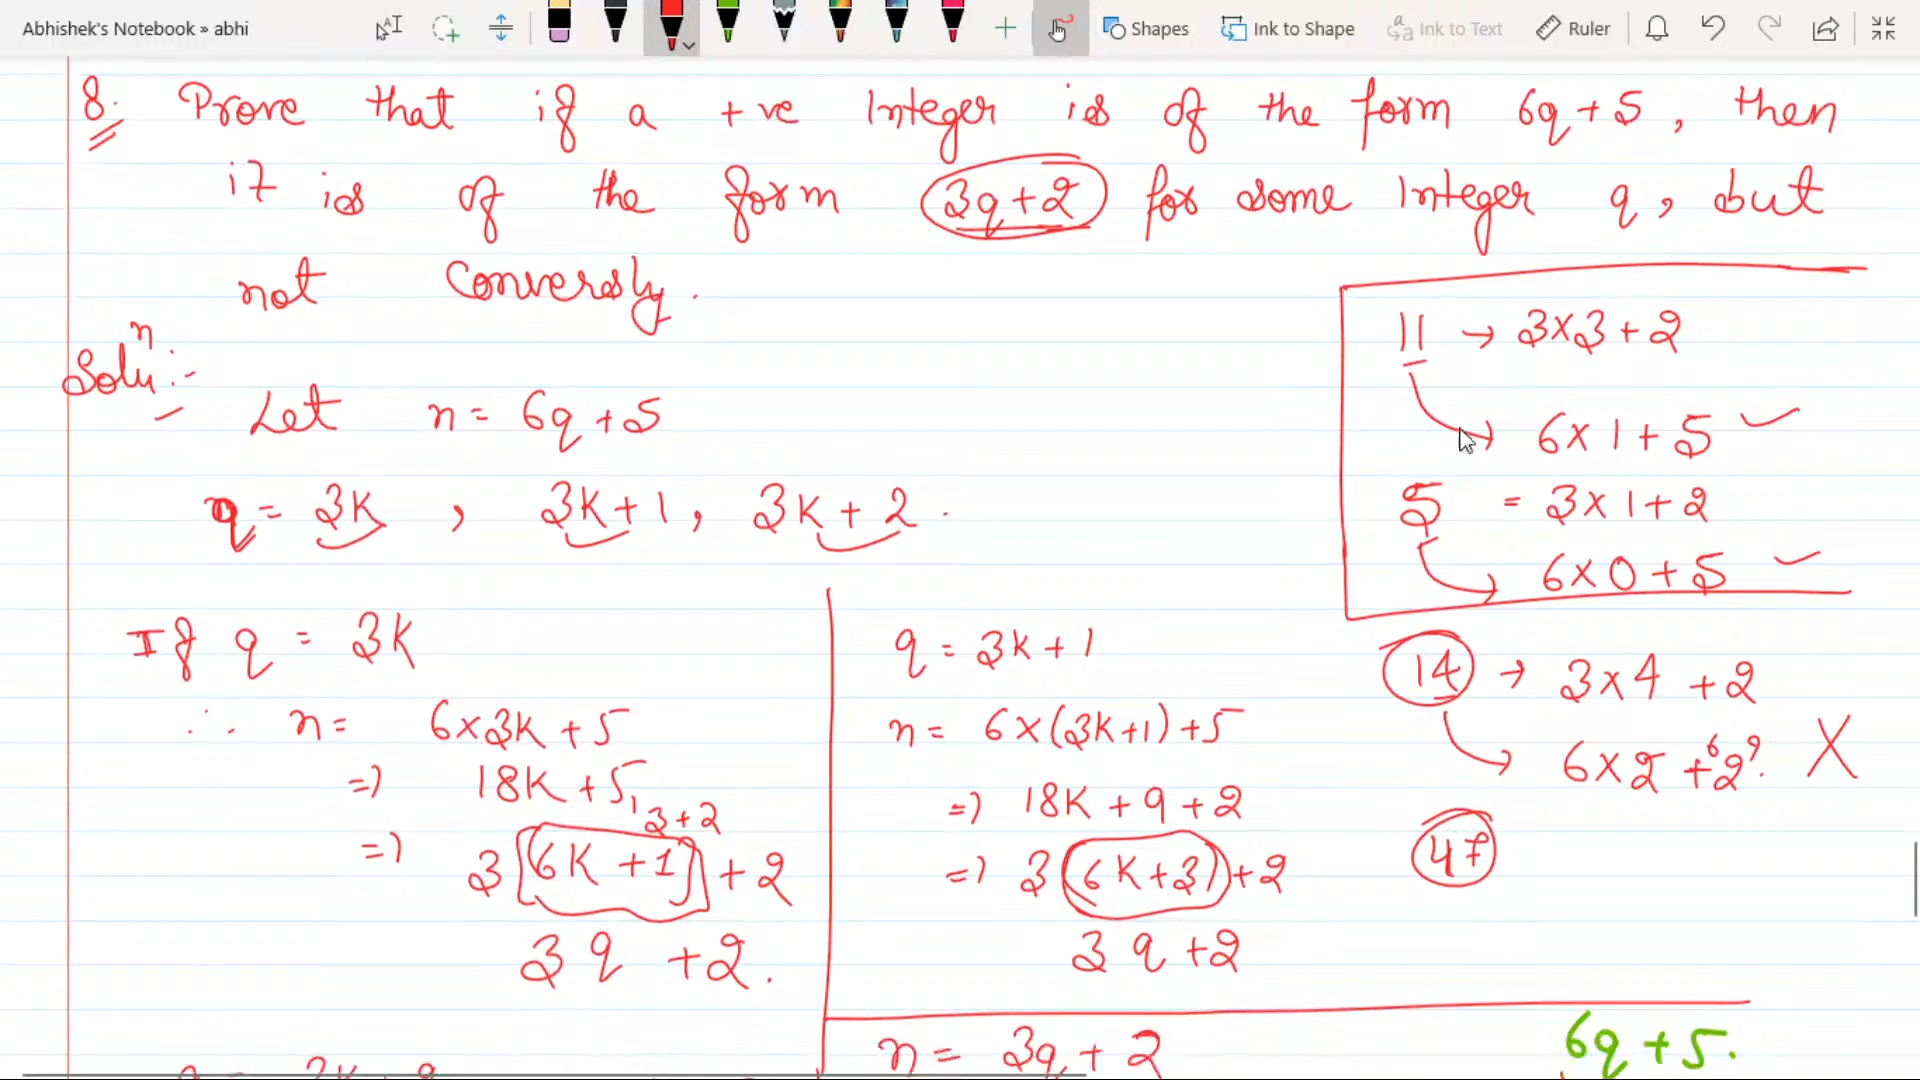 Abhishek's Notebook » abhi
Shapes
Ink to Shape
Ink to Text
Ruler
8. Prove that if a +ve Integer is of the form 6q+5, then
it is of the form 3q+2 for some Integer q, but
not Conversly.
Soluⁿ:-
Let n = 6q+5
q = 3K , 3K+1, 3K+2.
If q = 3K
∴ n = 6×3K+5
=> 18K+5, 3+2
=> 3[6K+1]+2
3q+2.
q = 3K+1
n = 6×(3K+1)+5
=> 18K+9+2
=> 3(6K+3)+2
3q+2
n = 3q+2
11 → 3×3+2
→ 6×1+5 ✓
5 = 3×1+2
→ 6×0+5 ✓
14 → 3×4+2
→ 6×2+2 ? X
47
6q+5.